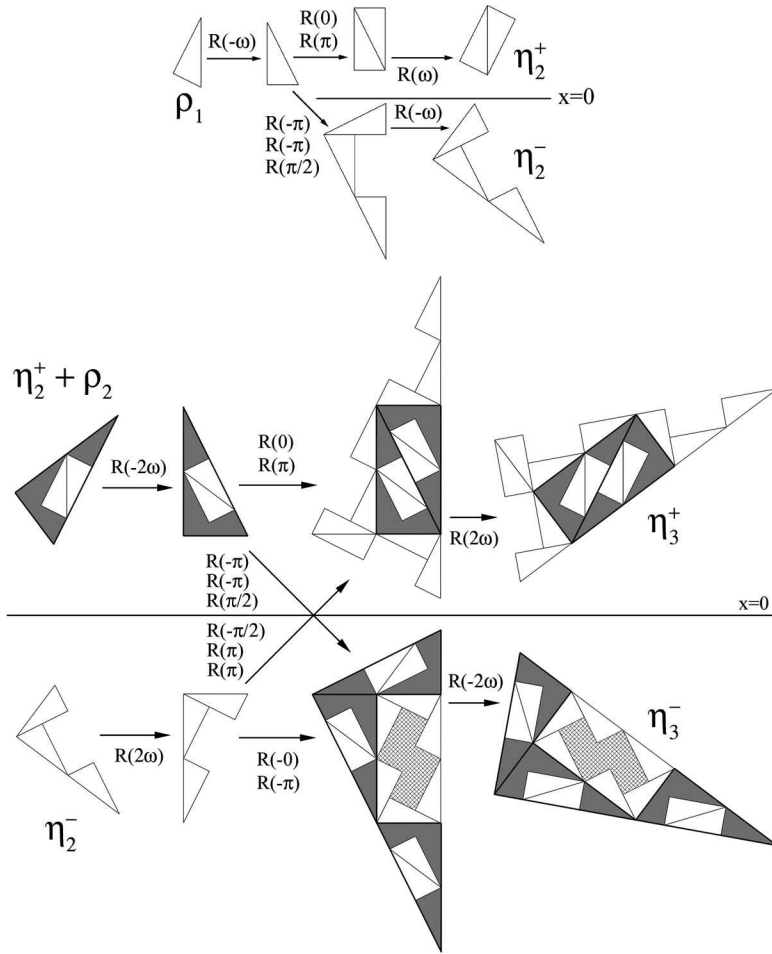 R(-ω)
R(0)
R(π)
R(ω)
η₂⁺
ρ₁
x=0
R(-π)
R(-π)
R(π/2)
R(-ω)
η₂⁻
η₂⁺ + ρ₂
R(-2ω)
R(0)
R(π)
R(2ω)
η₃⁺
R(-π)
R(-π)
R(π/2)
x=0
R(-π/2)
R(π)
R(π)
R(2ω)
R(-0)
R(-π)
R(-2ω)
η₃⁻
η₂⁻